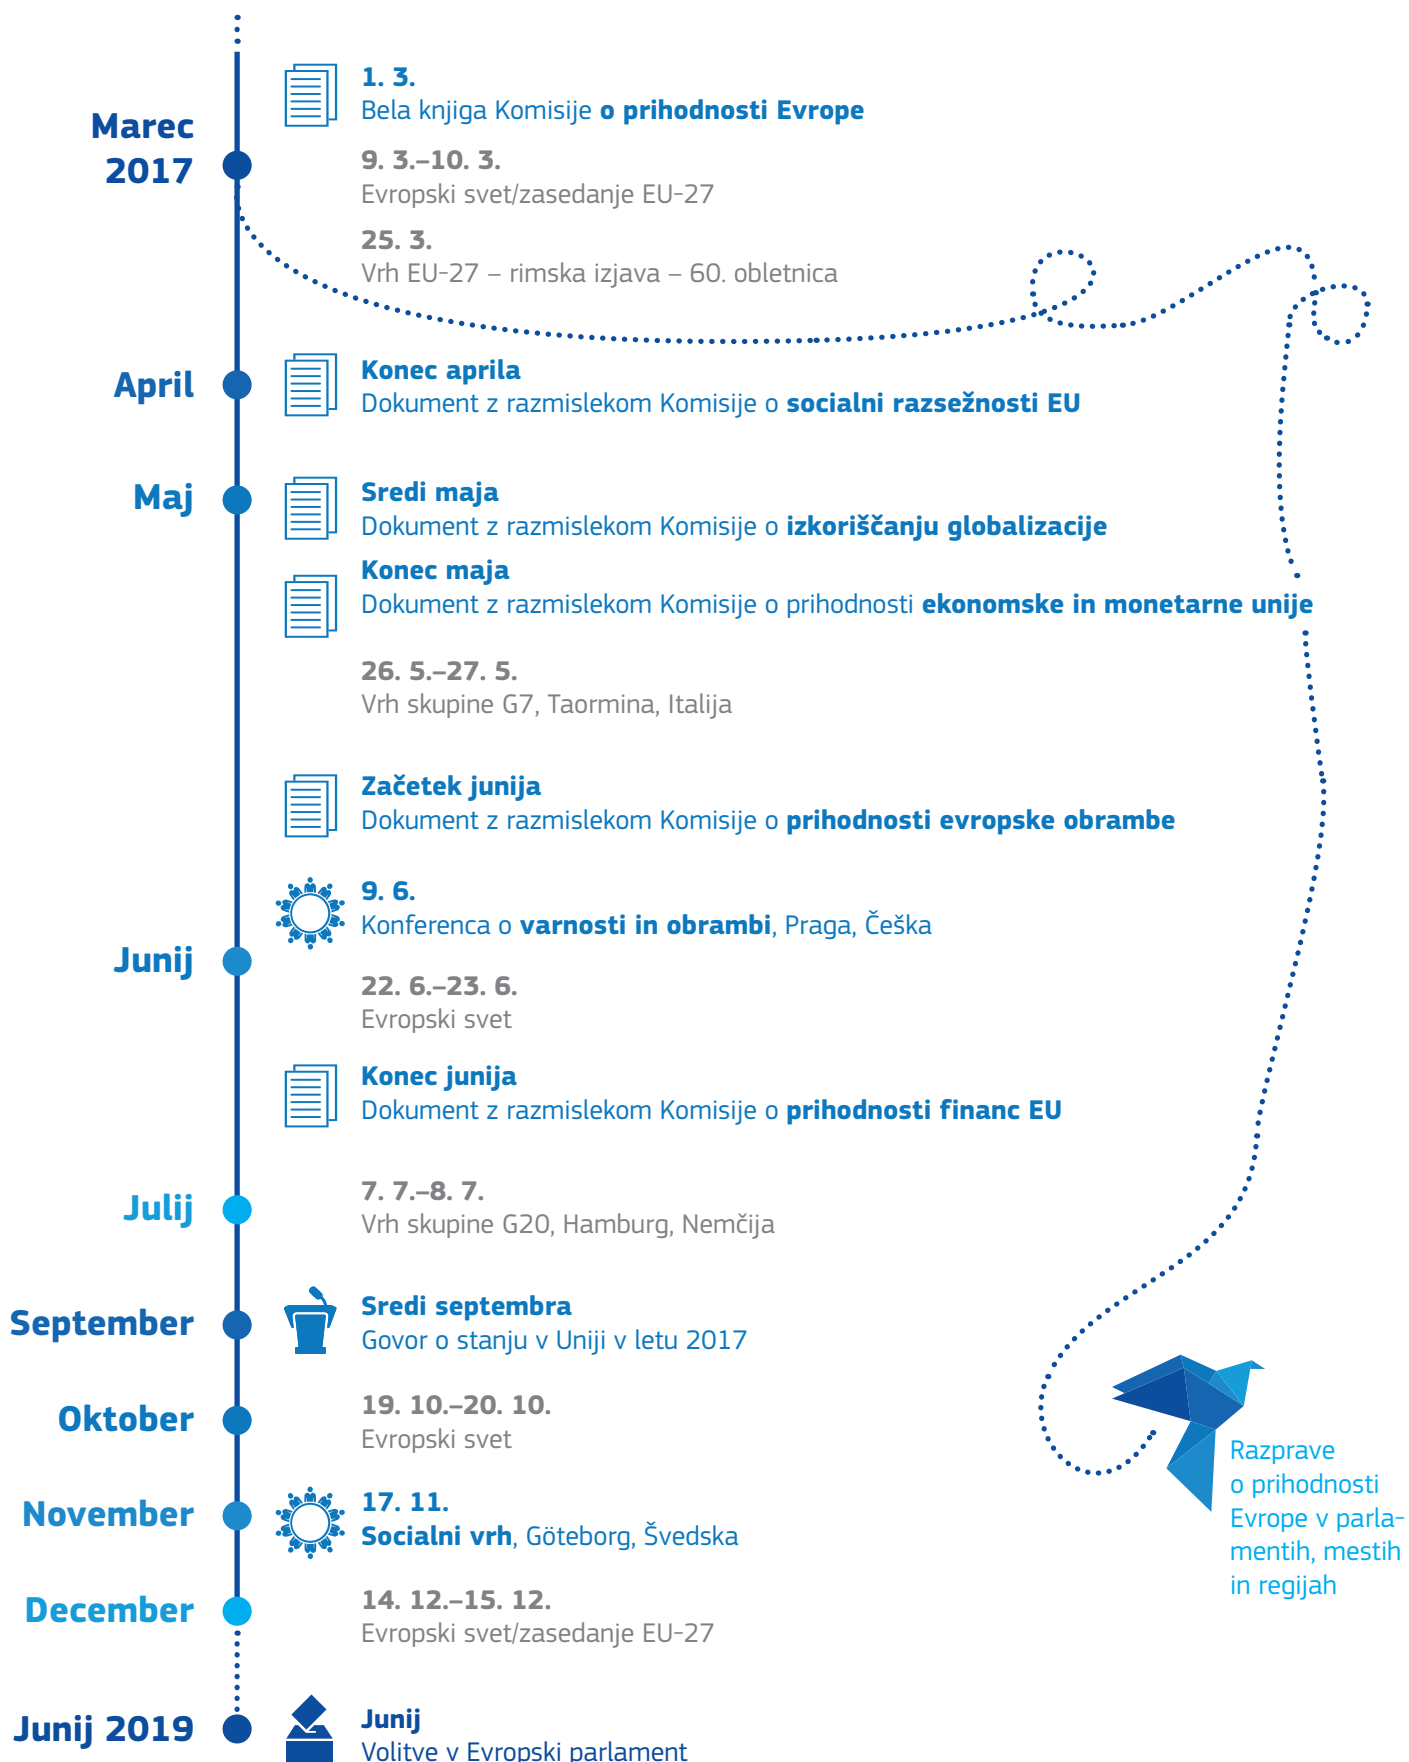 Marec
2017
1. 3.
Bela knjiga Komisije o prihodnosti Evrope
9. 3.–10. 3.
Evropski svet/zasedanje EU-27
25. 3.
Vrh EU-27 – rimska izjava – 60. obletnica
April
Konec aprila
Dokument z razmislekom Komisije o socialni razsežnosti EU
Maj
Sredi maja
Dokument z razmislekom Komisije o izkoriščanju globalizacije
Konec maja
Dokument z razmislekom Komisije o prihodnosti ekonomske in monetarne unije
26. 5.–27. 5.
Vrh skupine G7, Taormina, Italija
Začetek junija
Dokument z razmislekom Komisije o prihodnosti evropske obrambe
Junij
9. 6.
Konferenca o varnosti in obrambi, Praga, Češka
22. 6.–23. 6.
Evropski svet
Konec junija
Dokument z razmislekom Komisije o prihodnosti financ EU
Julij
7. 7.–8. 7.
Vrh skupine G20, Hamburg, Nemčija
September
Sredi septembra
Govor o stanju v Uniji v letu 2017
Oktober
19. 10.–20. 10.
Evropski svet
November
17. 11.
Socialni vrh, Göteborg, Švedska
December
14. 12.–15. 12.
Evropski svet/zasedanje EU-27
Junij 2019
Junij
Volitve v Evropski parlament
Razprave
o prihodnosti
Evrope v parla-
mentih, mestih
in regijah